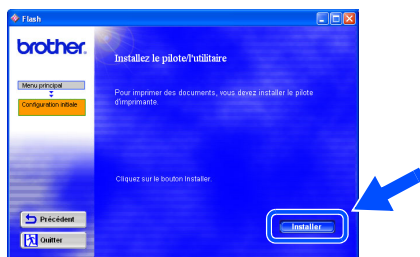 Flash
brother.
Installez le pilote/l'utilitaire
Menu principal
Configuration initiale
Pour imprimer des documents, vous devez installer le pilote
d'imprimante.
Cliquez sur le bouton Installer.
Précédent
Installer
Quitter